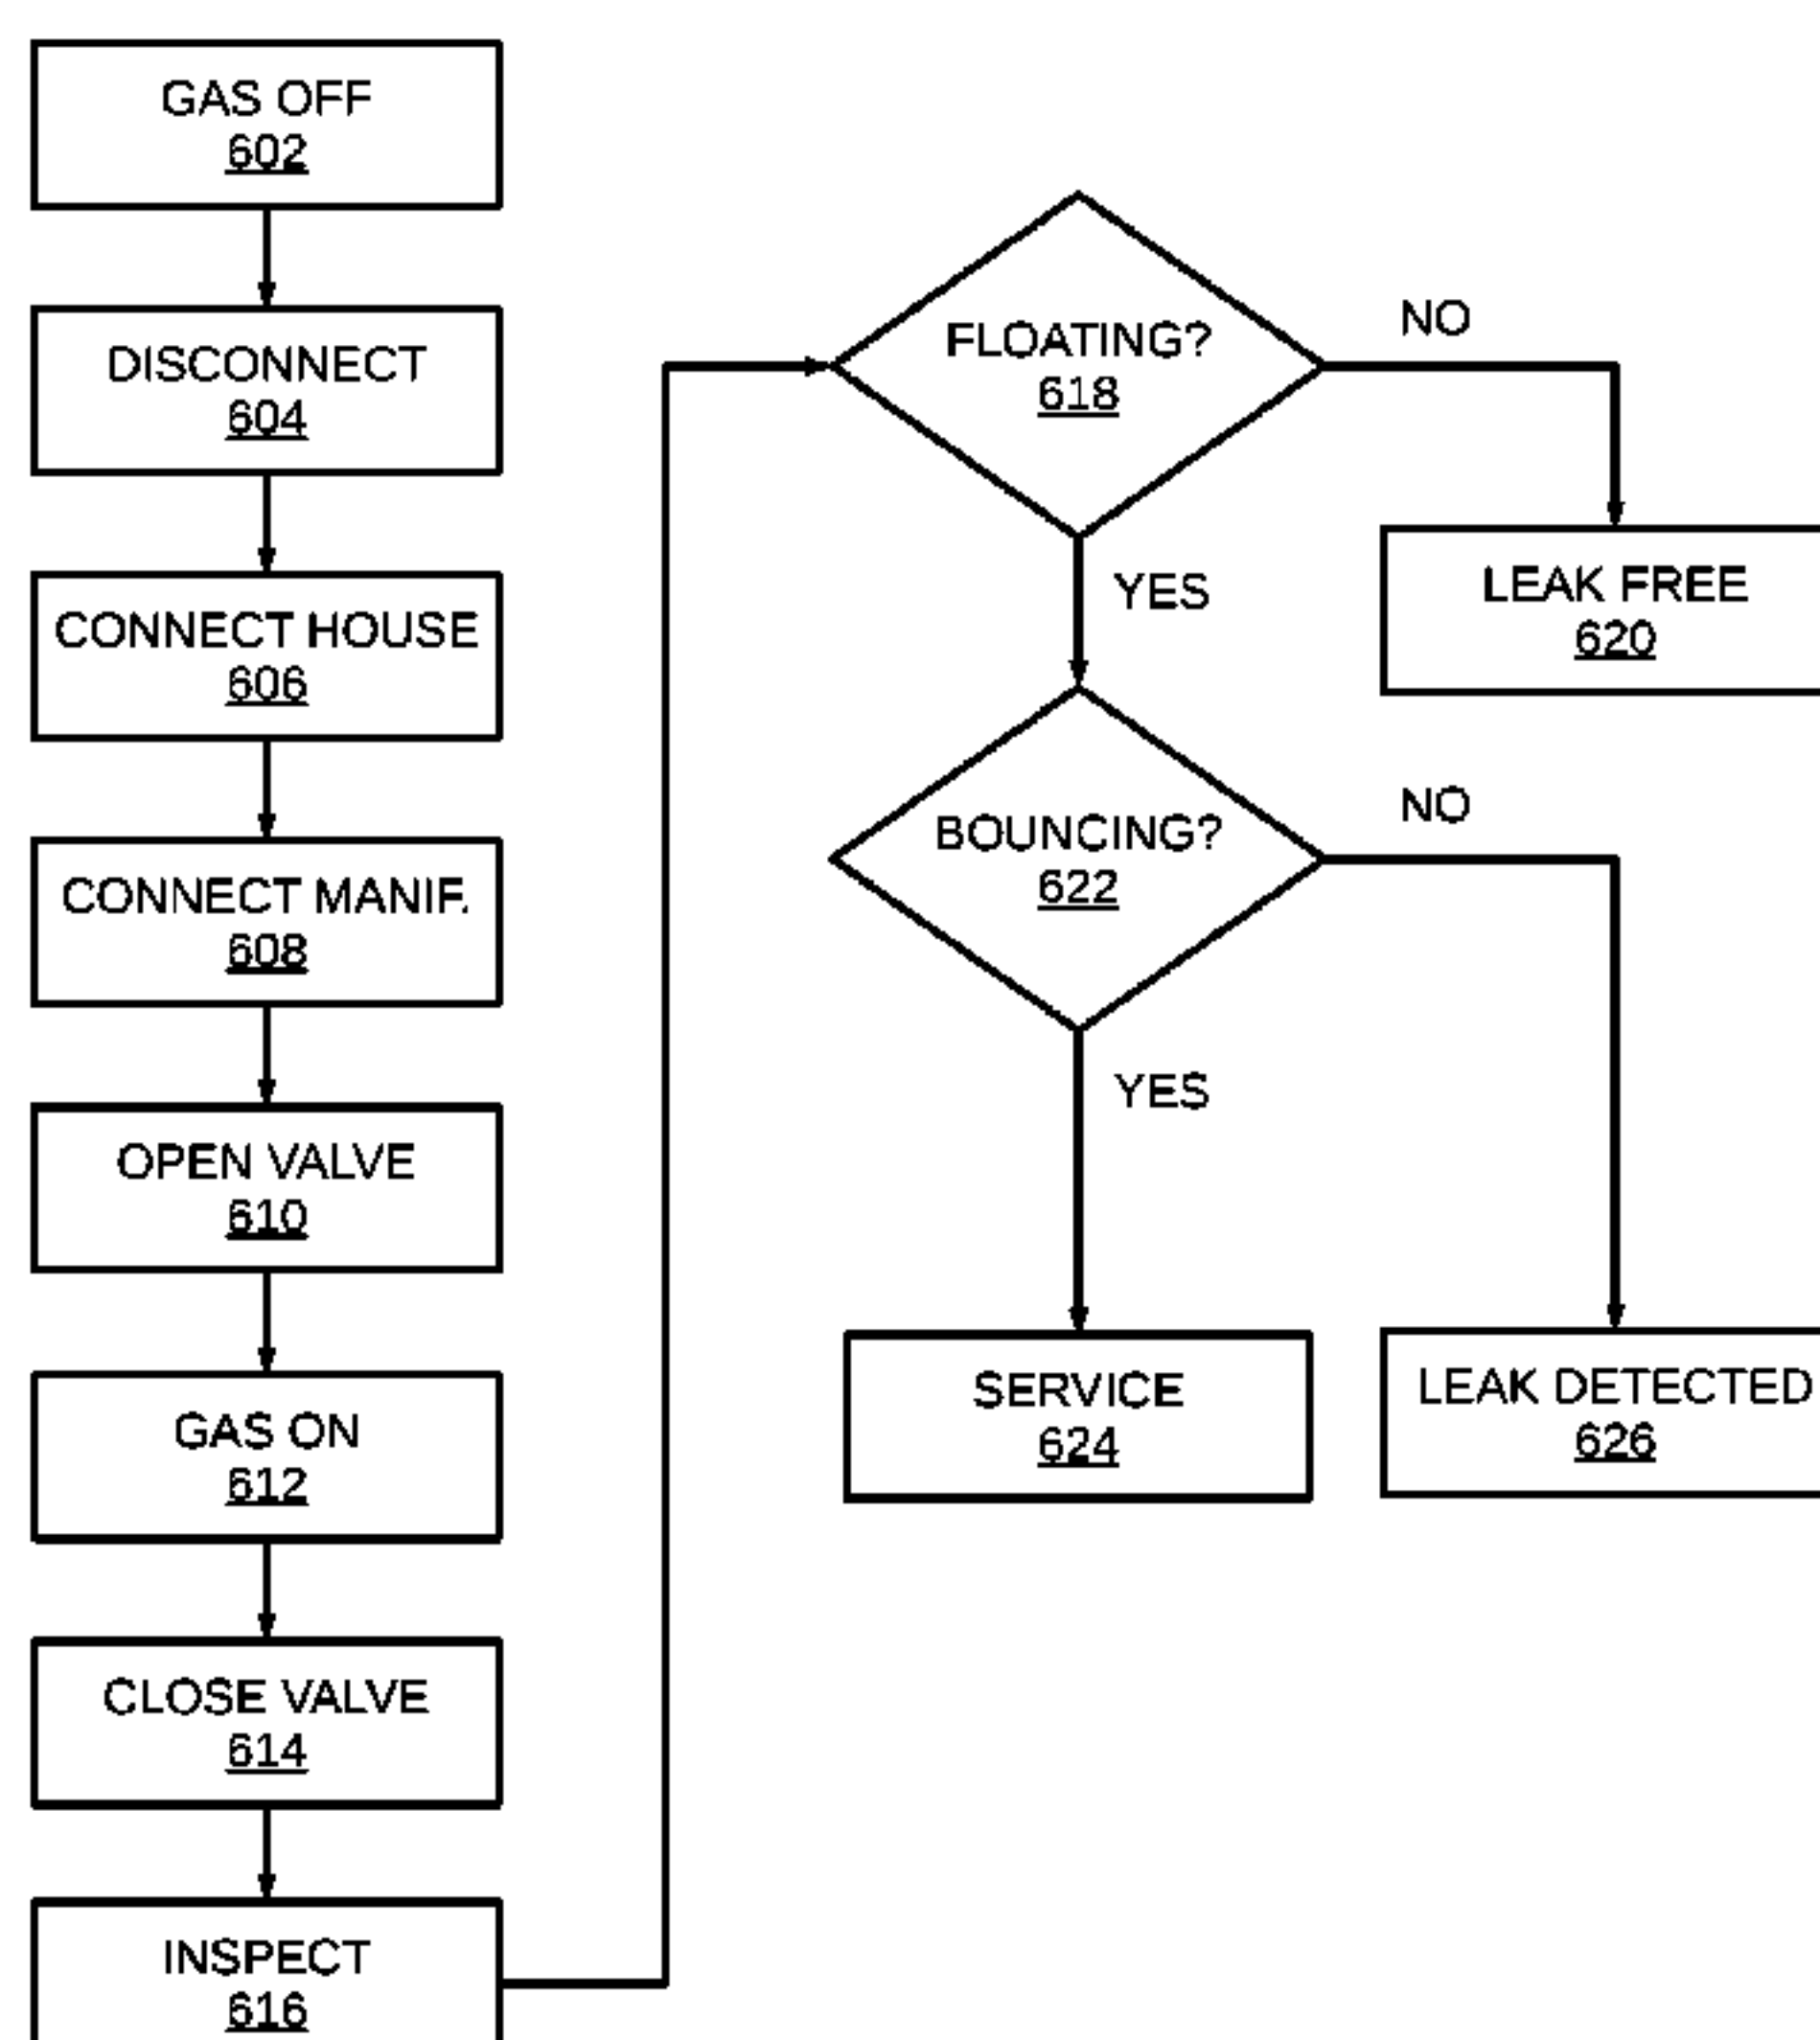 GAS OFF
602
DISCONNECT
604
CONNECT HOUSE
606
CONNECT MANIF.
608
OPEN VALVE
610
GAS ON
612
CLOSE VALVE
614
INSPECT
616
FLOATING?
618
NO
YES
LEAK FREE
620
BOUNCING?
622
NO
YES
SERVICE
624
LEAK DETECTED
626